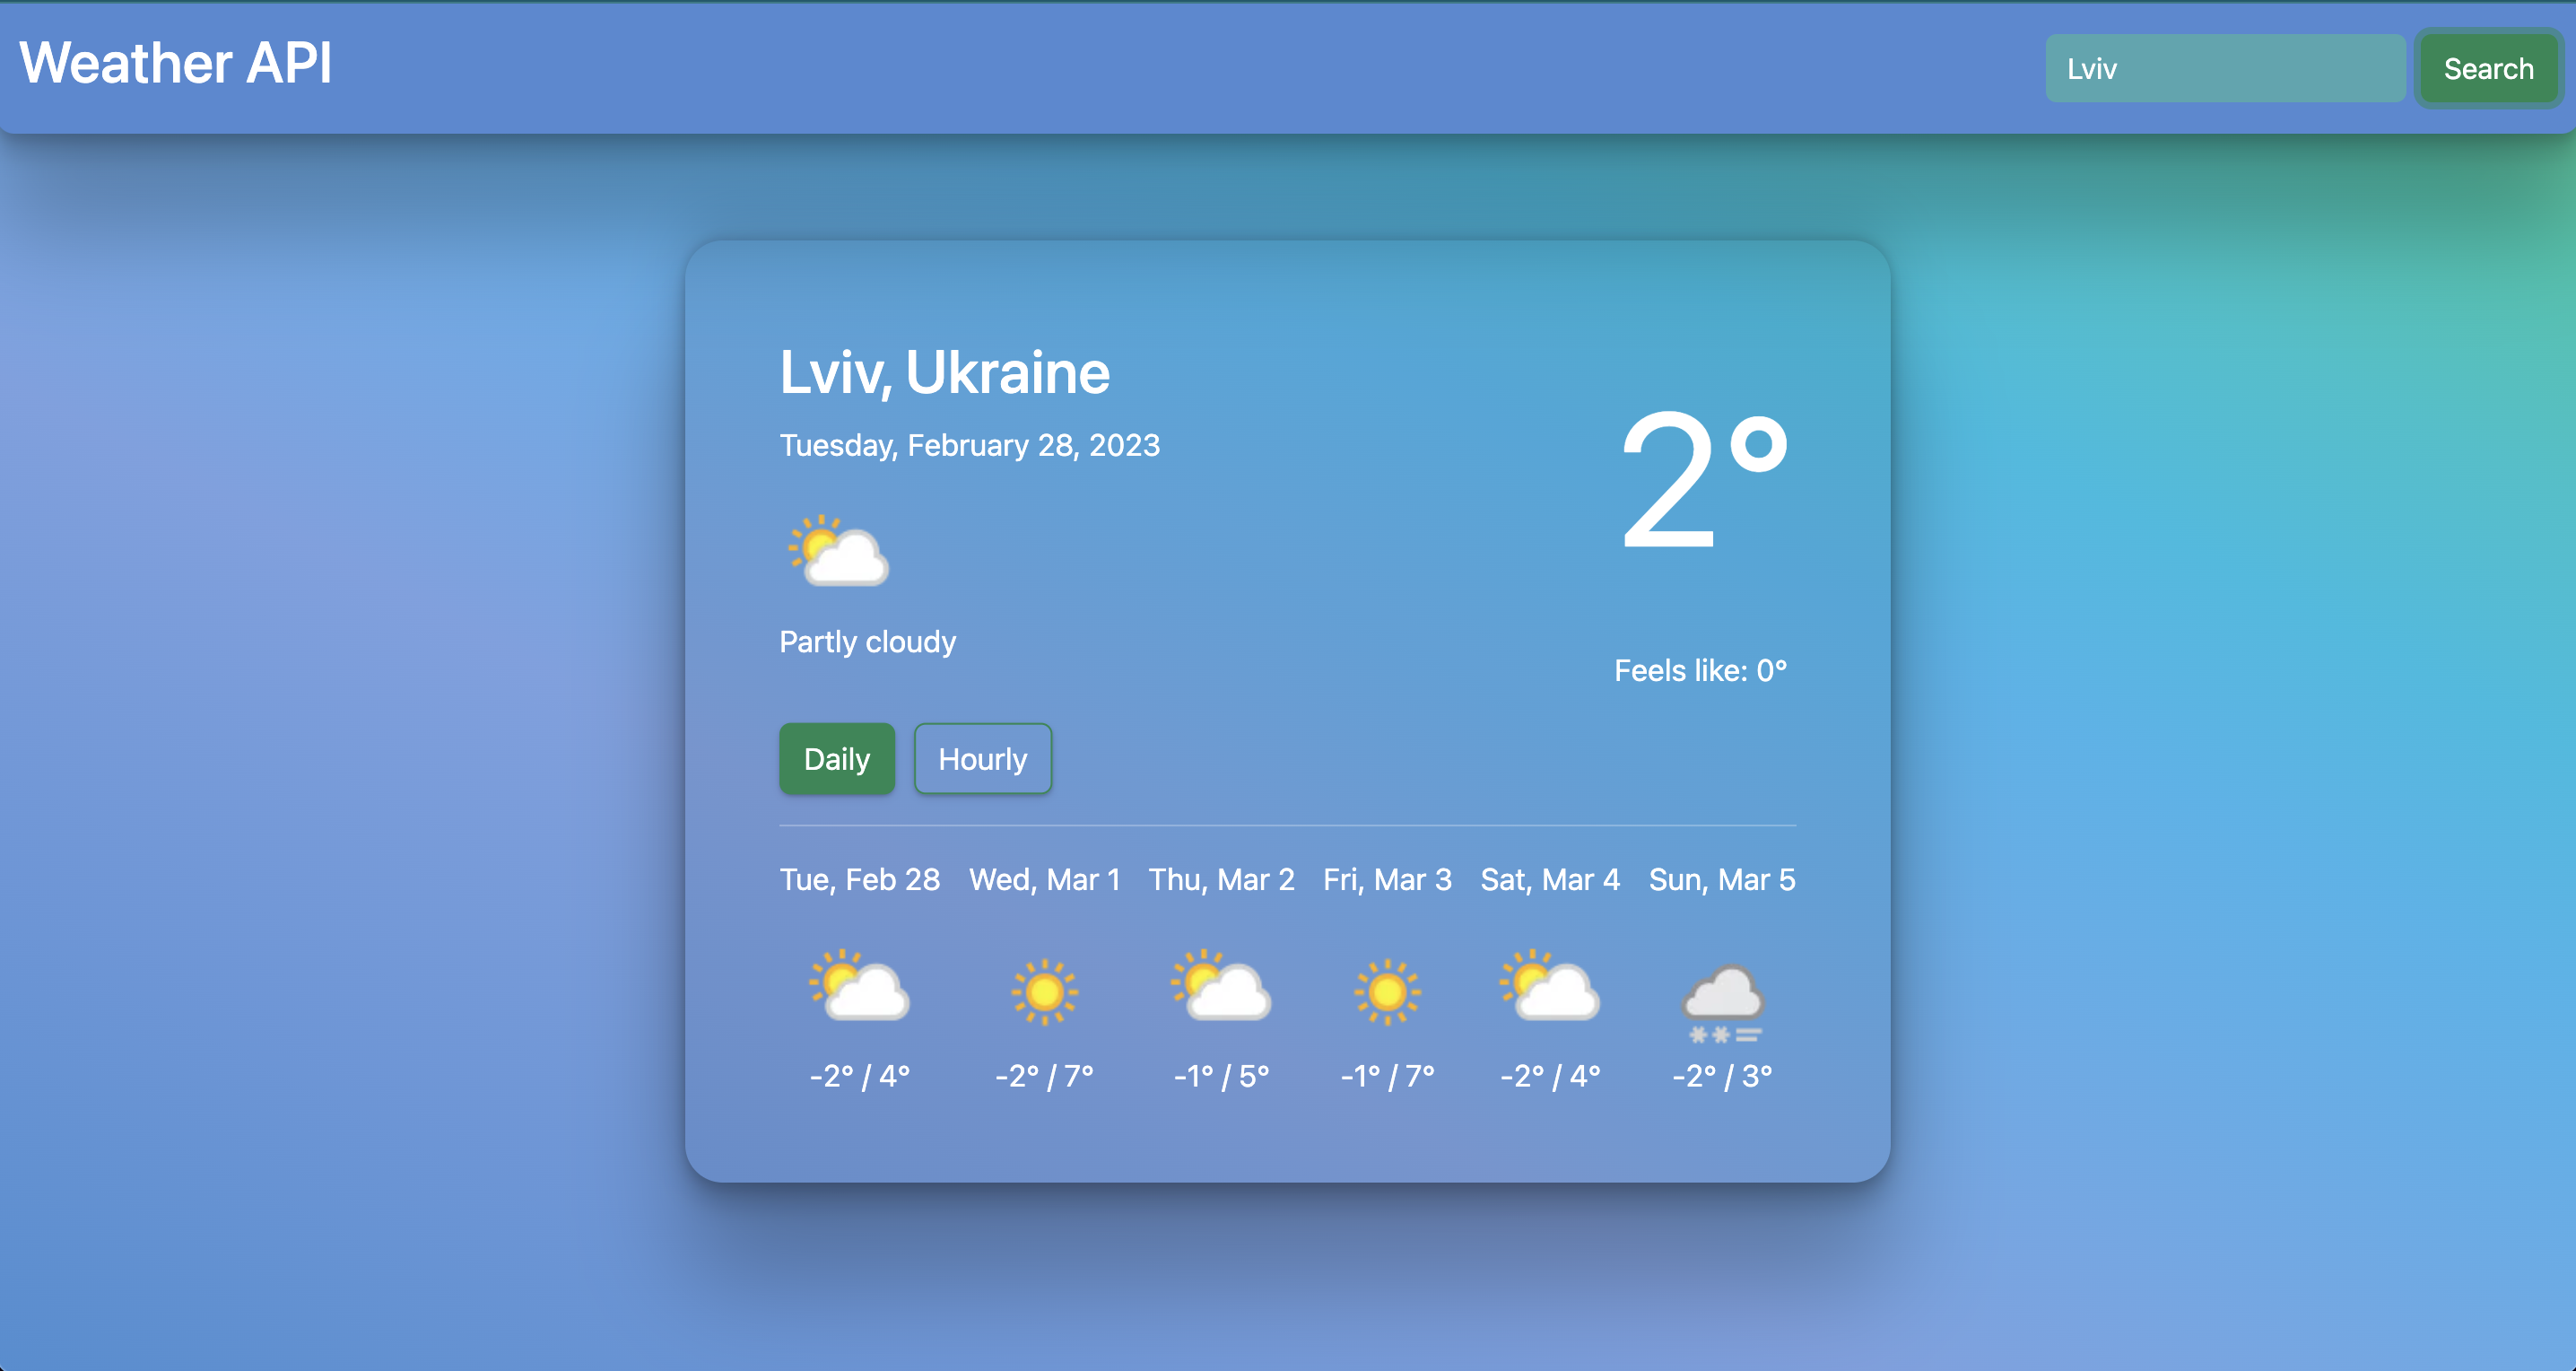 Weather API
Lviv
Search
Lviv, Ukraine
Tuesday, February 28, 2023
2°
Partly cloudy
Feels like: 0°
Daily
Hourly
Tue, Feb 28 Wed, Mar 1 Thu, Mar 2 Fri, Mar 3 Sat, Mar 4 Sun, Mar 5
-2° / 4° -2° / 7° -1° / 5° -1° / 7° -2° / 4° -2° / 3°